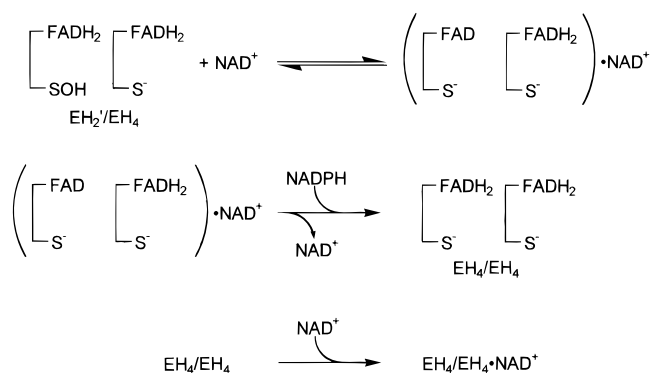 FADH₂ FADH₂ FAD FADH₂
+ NAD⁺ •NAD⁺
SOH S⁻ S⁻ S⁻
EH₂'/EH₄
FAD FADH₂ NADPH FADH₂ FADH₂
•NAD⁺
S⁻ S⁻ NAD⁺ S⁻ S⁻
EH₄/EH₄
NAD⁺
EH₄/EH₄ EH₄/EH₄•NAD⁺